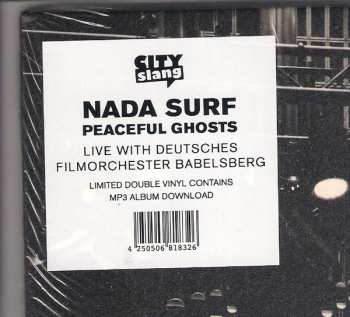 CITY
slang
NADA SURF
PEACEFUL GHOSTS
LIVE WITH DEUTSCHES
FILMORCHESTER BABELSBERG
LIMITED DOUBLE VINYL CONTAINS
MP3 ALBUM DOWNLOAD
4 250506 818326